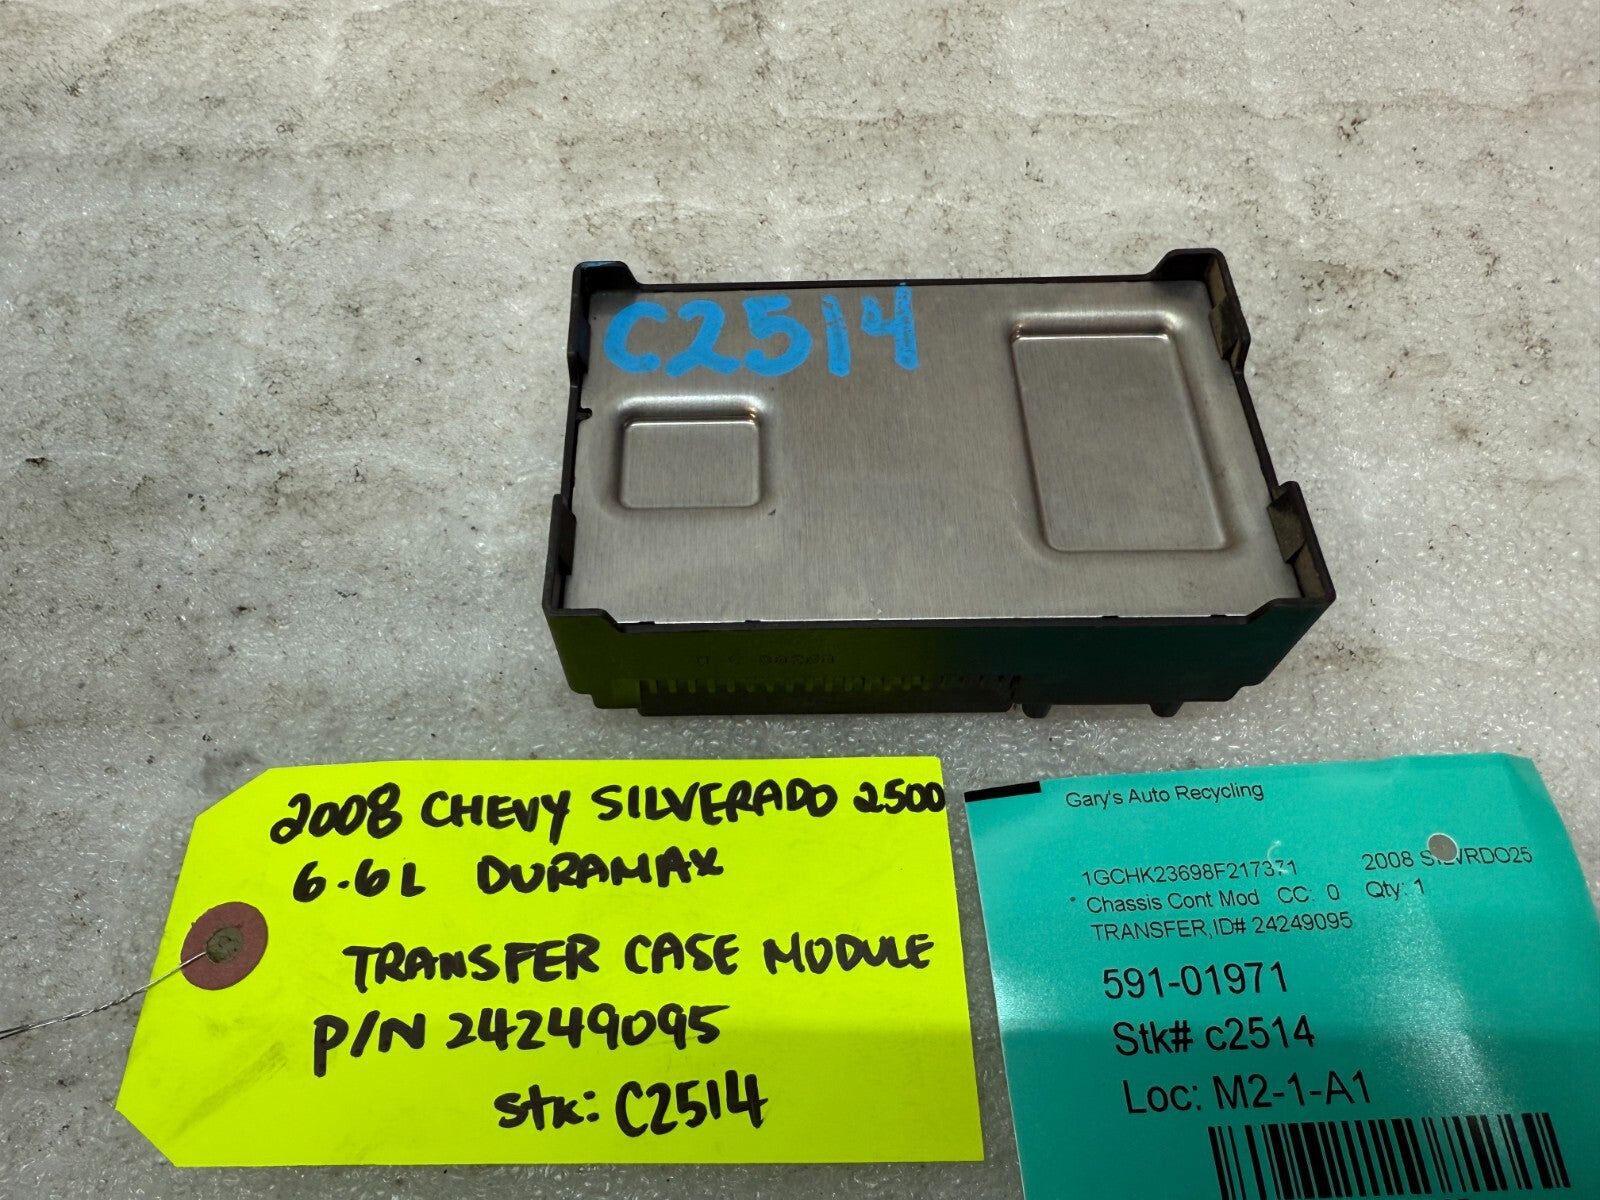 C2514
2008 CHEVY SILVERADO 2500
6.6L DURAMAX
TRANSFER CASE MODULE
P/N 24249095
Stk: C2514
Gary's Auto Recycling
1GCHK23698F217371 2008 SILVRDO25
Chassis Cont Mod CC: 0 Qty: 1
TRANSFER,ID# 24249095
591-01971
Stk# c2514
Loc: M2-1-A1